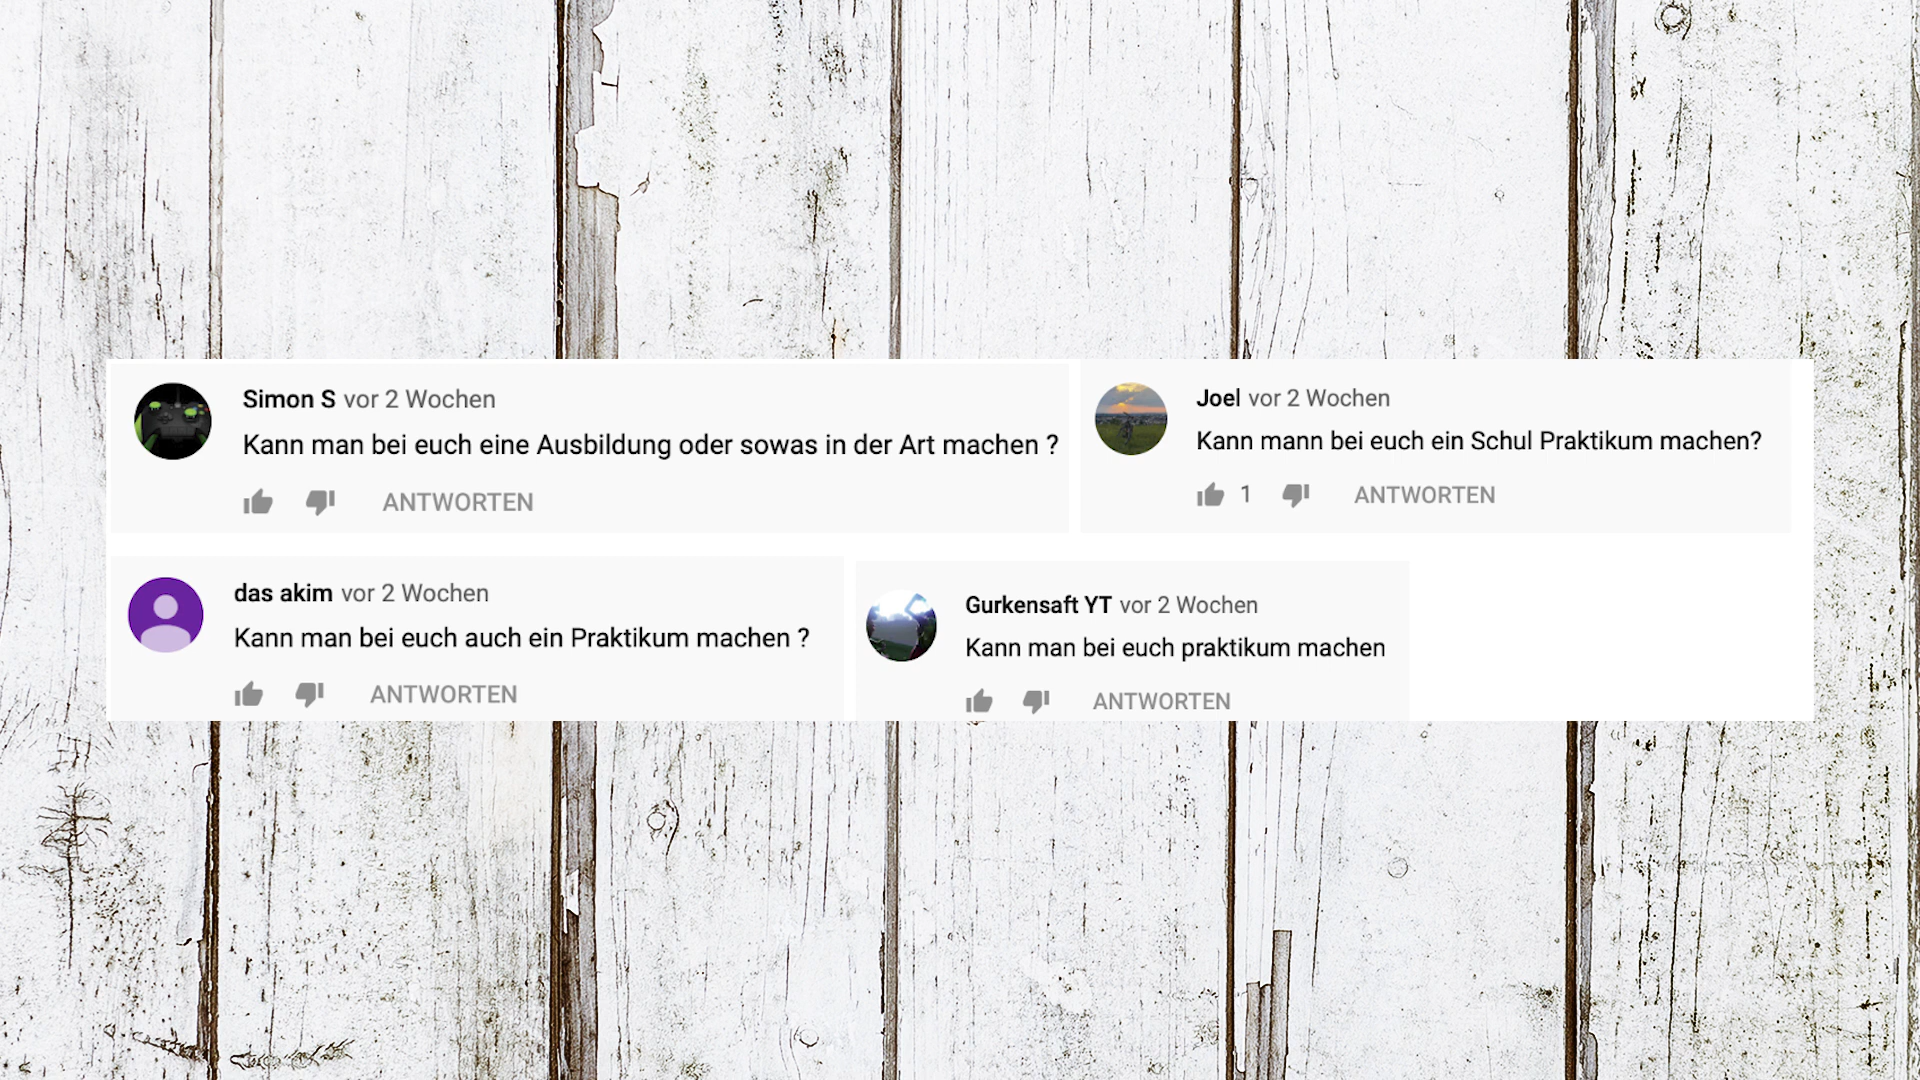 Simon S vor 2 Wochen
Kann man bei euch eine Ausbildung oder sowas in der Art machen ?
ANTWORTEN
Joel vor 2 Wochen
Kann mann bei euch ein Schul Praktikum machen?
1 ANTWORTEN
das akim vor 2 Wochen
Kann man bei euch auch ein Praktikum machen ?
ANTWORTEN
Gurkensaft YT vor 2 Wochen
Kann man bei euch praktikum machen
ANTWORTEN